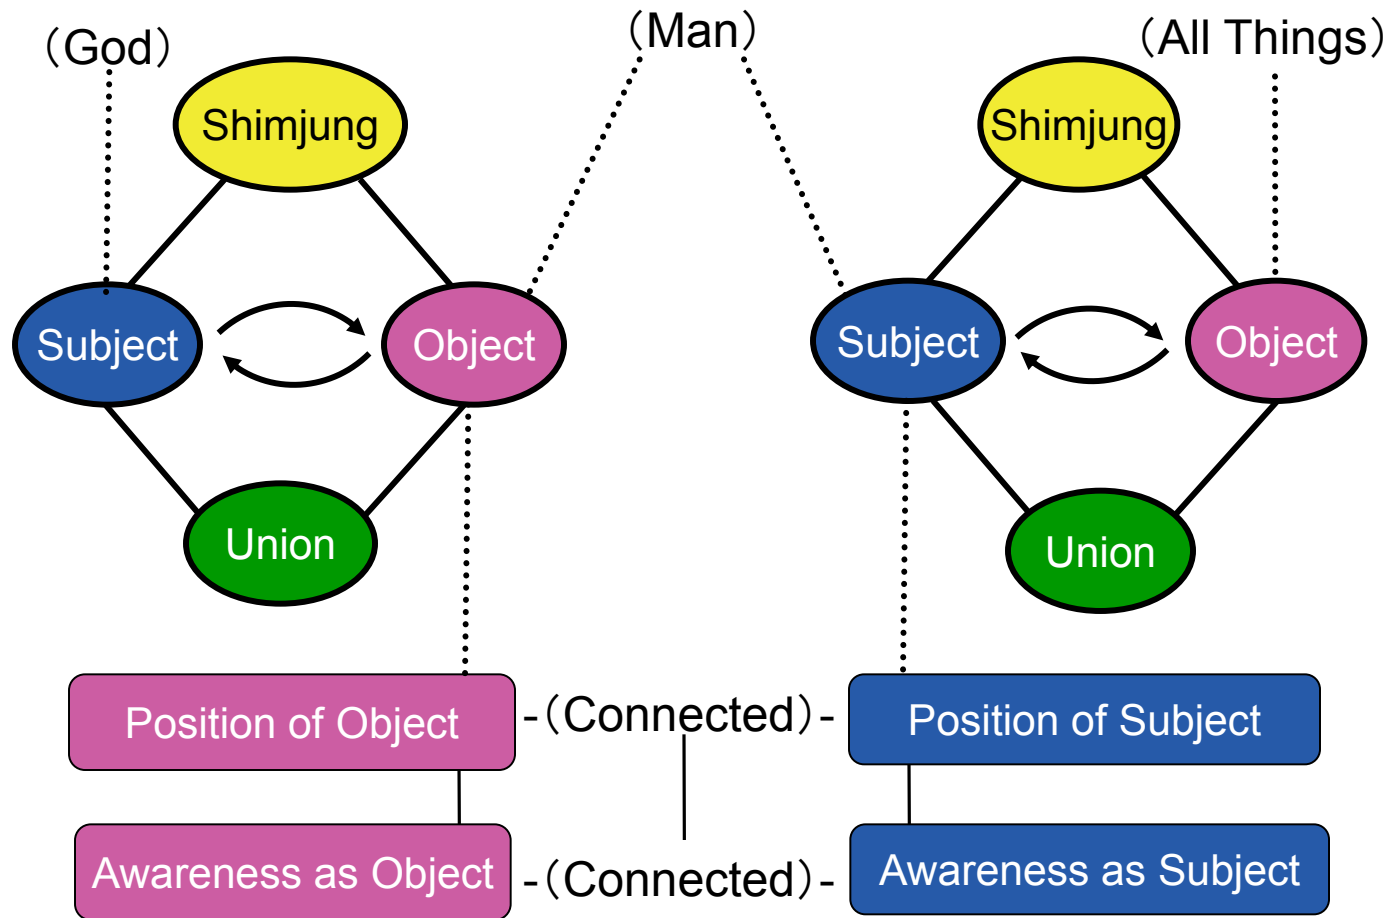 （God）
（Man）
（All Things）
Shimjung
Shimjung
Subject
Object
Subject
Object
Union
Union
Position of Object
-（Connected）-
Position of Subject
Awareness as Object
-（Connected）-
Awareness as Subject